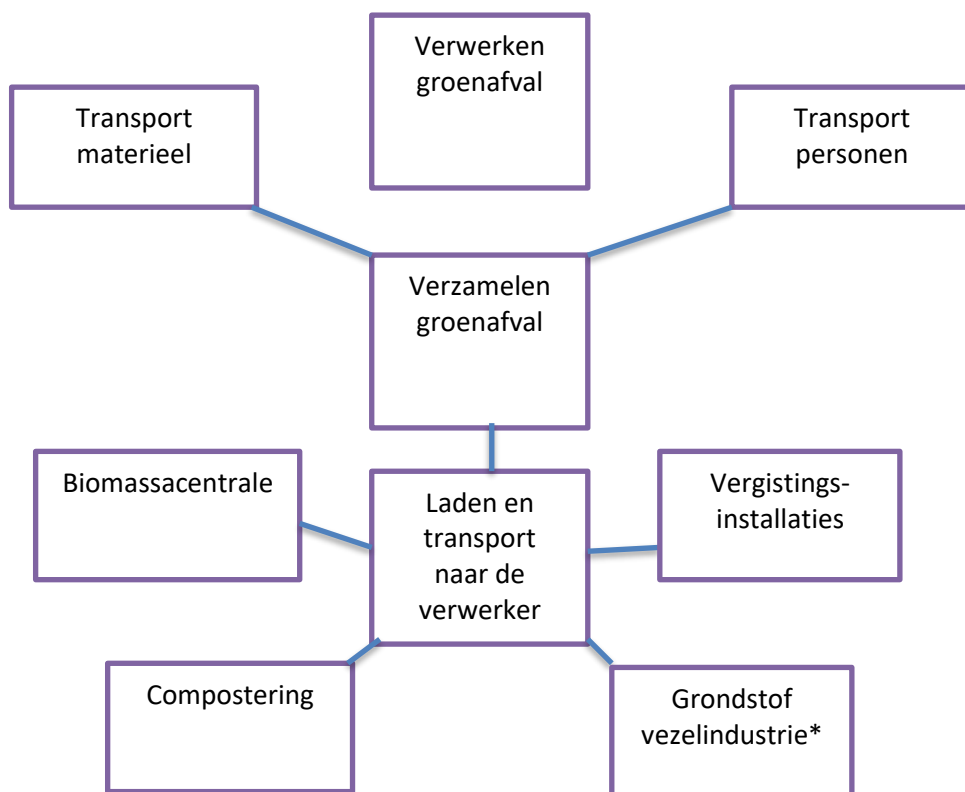 Verwerken
groenafval
Transport
materieel
Transport
personen
Verzamelen
groenafval
Biomassacentrale
Laden en
transport
naar de
verwerker
Vergistings-
installaties
Compostering
Grondstof
vezelindustrie*